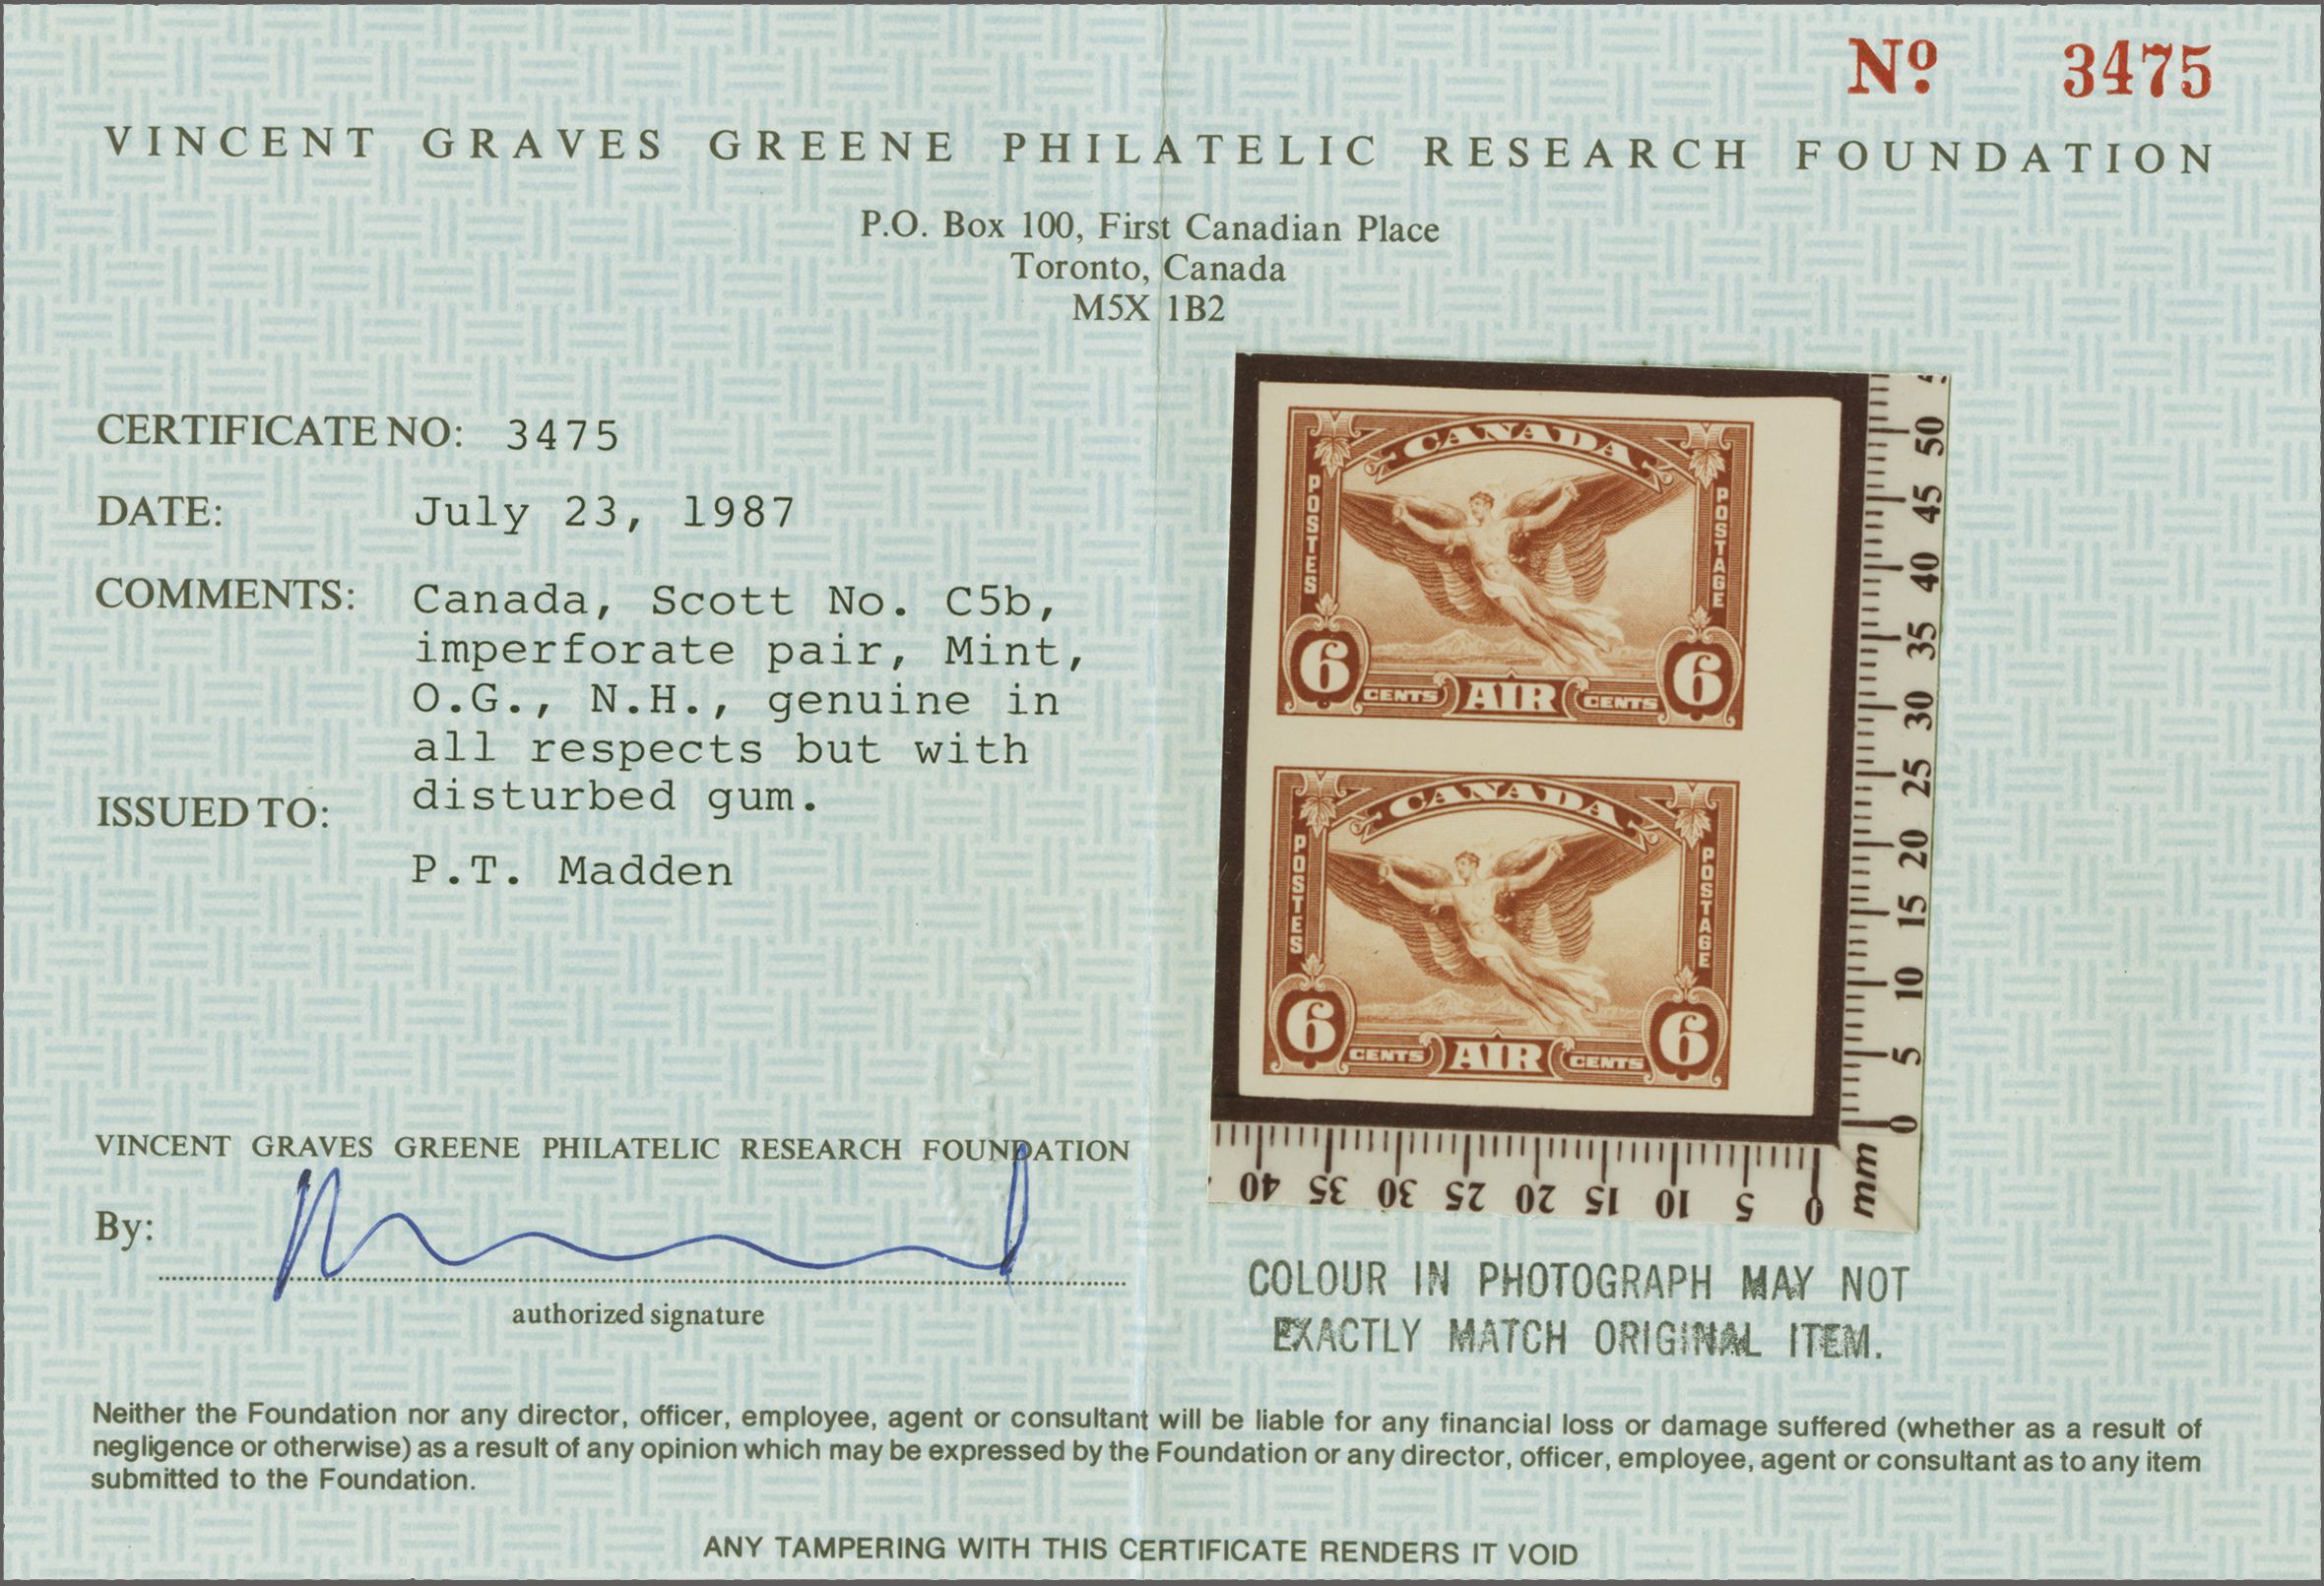 Nº 3475
VINCENT GRAVES GREENE PHILATELIC RESEARCH FOUNDATION
P.O. Box 100, First Canadian Place
Toronto, Canada
M5X 1B2
CERTIFICATE NO: 3475
DATE: July 23, 1987
COMMENTS: Canada, Scott No. C5b,
imperforate pair, Mint,
O.G., N.H., genuine in
all respects but with
disturbed gum.
ISSUED TO:
P.T. Madden
CANADA
POSTES
POSTAGE
6 CENTS AIR CENTS 6
CANADA
POSTES
POSTAGE
6 CENTS AIR CENTS 6
50 45 40 35 30 25 20 15 10 5 0
mm
40 35 30 25 20 15 10 5 0
VINCENT GRAVES GREENE PHILATELIC RESEARCH FOUNDATION
By:
authorized signature
COLOUR IN PHOTOGRAPH MAY NOT
EXACTLY MATCH ORIGINAL ITEM.
Neither the Foundation nor any director, officer, employee, agent or consultant will be liable for any financial loss or damage suffered (whether as a result of
negligence or otherwise) as a result of any opinion which may be expressed by the Foundation or any director, officer, employee, agent or consultant as to any item
submitted to the Foundation.
ANY TAMPERING WITH THIS CERTIFICATE RENDERS IT VOID